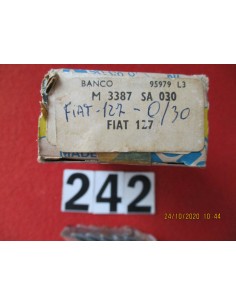 BANCO 95979 L3
M 3387 SA 030
FIAT-127-0/30
FIAT 127
MADE
242
24/10/2020 10:44